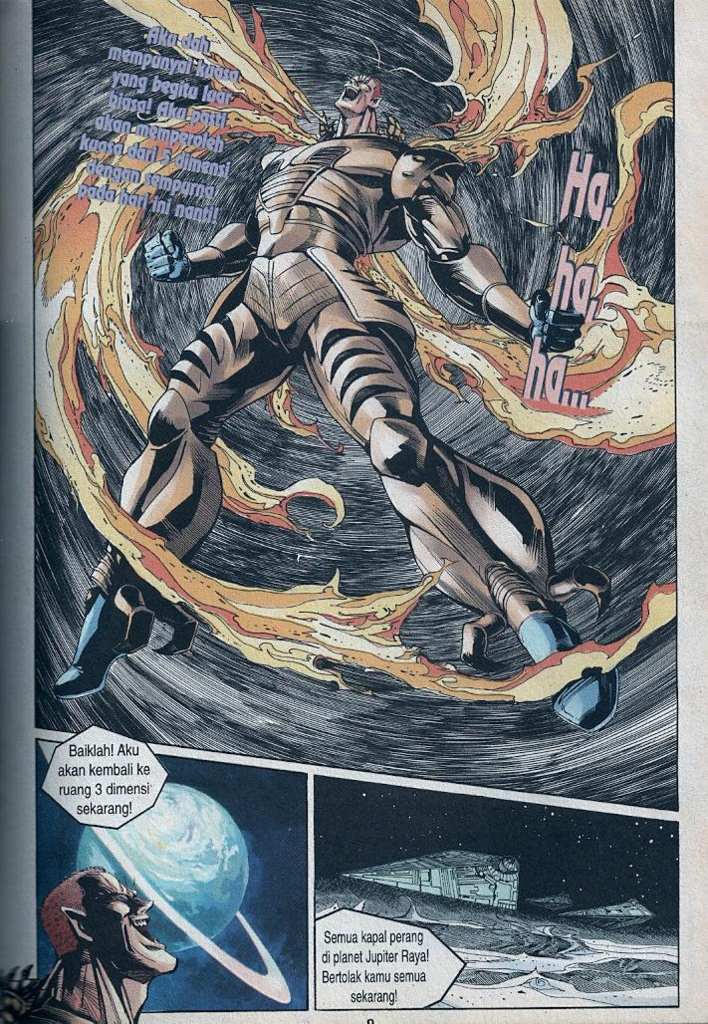 Aku dah
mempunyai kuasa
yang begitu luar
biasa! Aku pasti
akan memperoleh
kuasa dari 5 dimensi
dengan sempurna
pada hari ini nanti!
Ha,
ha,
ha...
Baiklah! Aku
akan kembali ke
ruang 3 dimensi
sekarang!
Semua kapal perang
di planet Jupiter Raya!
Bertolak kamu semua
sekarang!